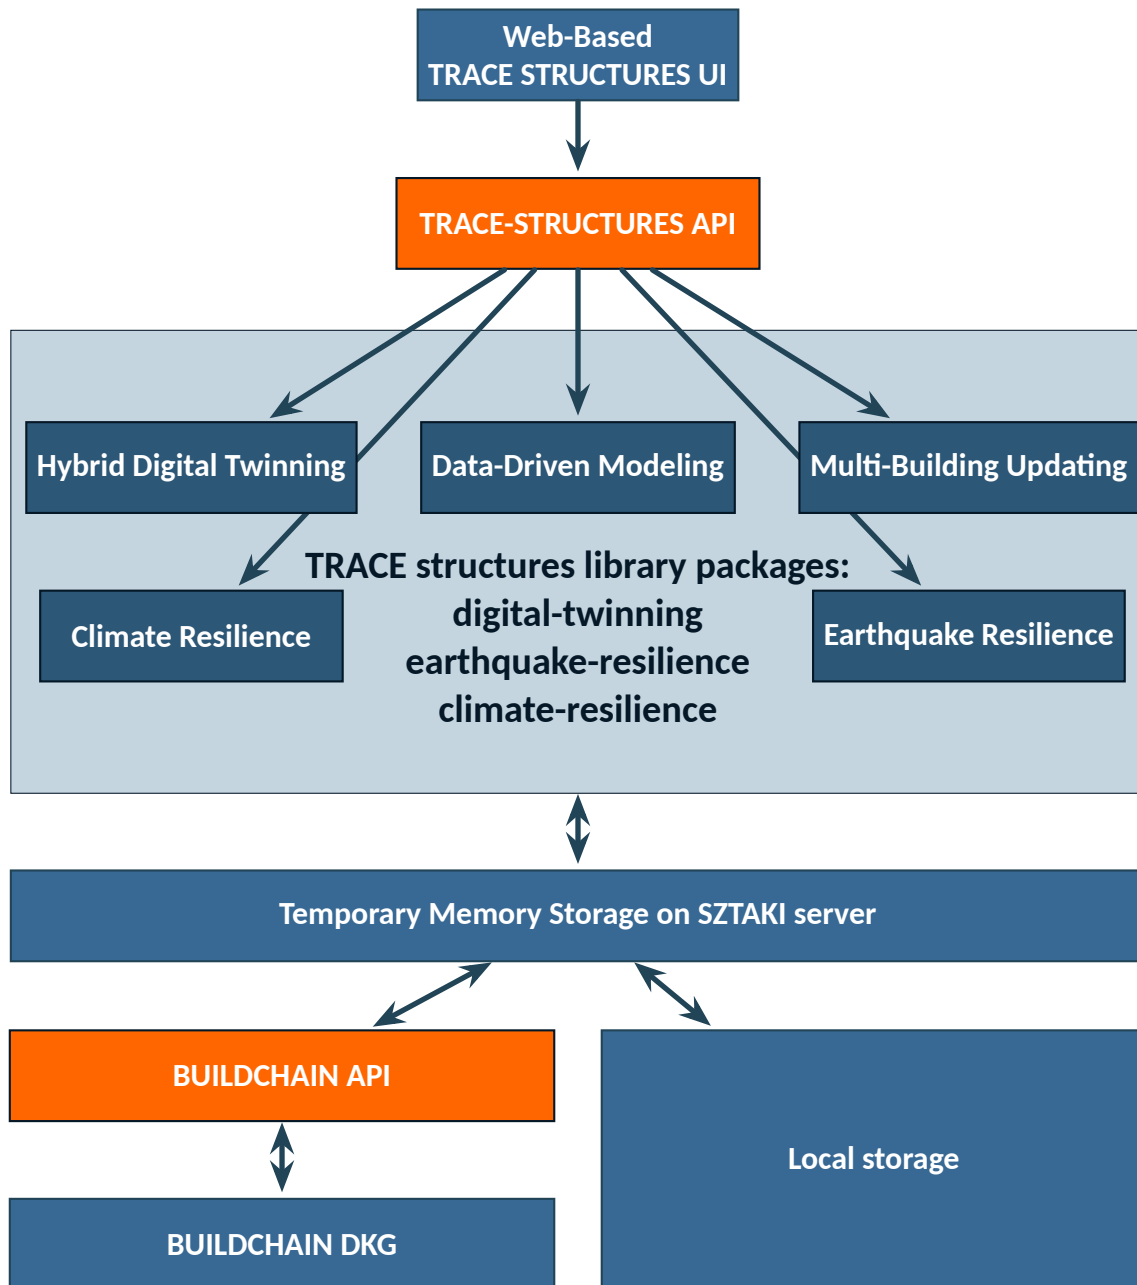 Web-Based
TRACE STRUCTURES UI
TRACE-STRUCTURES API
Hybrid Digital Twinning
Data-Driven Modeling
Multi-Building Updating
TRACE structures library packages:
digital-twinning
earthquake-resilience
climate-resilience
Climate Resilience
Earthquake Resilience
Temporary Memory Storage on SZTAKI server
BUILDCHAIN API
Local storage
BUILDCHAIN DKG